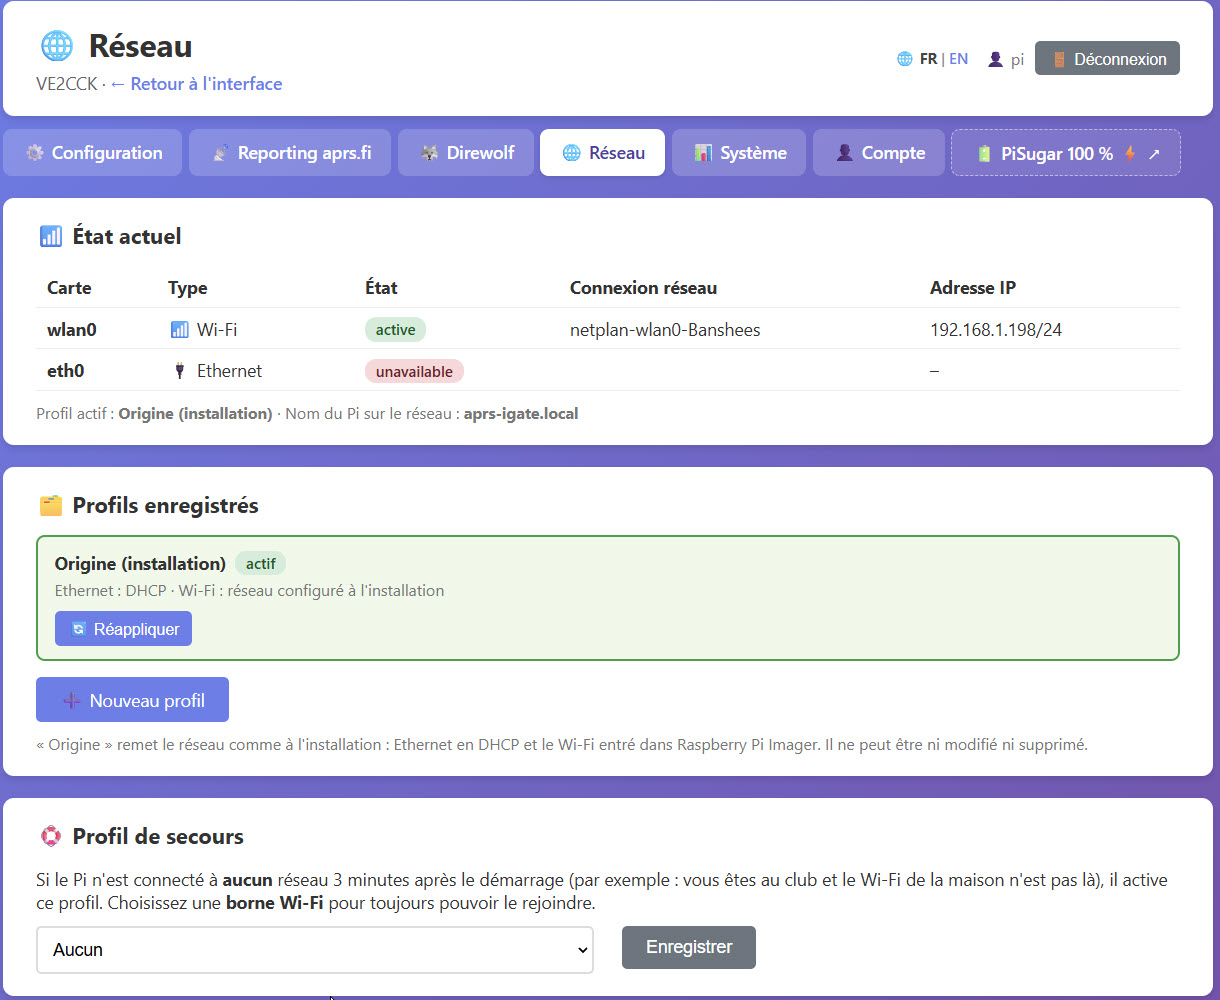 Réseau
VE2CCK · ← Retour à l'interface
FR | EN
pi
Déconnexion
Configuration
Reporting aprs.fi
Direwolf
Réseau
Système
Compte
PiSugar 100 % ↗
État actuel
Carte Type État Connexion réseau Adresse IP
wlan0 Wi-Fi active netplan-wlan0-Banshees 192.168.1.198/24
eth0 Ethernet unavailable –
Profil actif : Origine (installation) · Nom du Pi sur le réseau : aprs-igate.local
Profils enregistrés
Origine (installation) actif
Ethernet : DHCP · Wi-Fi : réseau configuré à l'installation
Réappliquer
Nouveau profil
« Origine » remet le réseau comme à l'installation : Ethernet en DHCP et le Wi-Fi entré dans Raspberry Pi Imager. Il ne peut être ni modifié ni supprimé.
Profil de secours
Si le Pi n'est connecté à aucun réseau 3 minutes après le démarrage (par exemple : vous êtes au club et le Wi-Fi de la maison n'est pas là), il active
ce profil. Choisissez une borne Wi-Fi pour toujours pouvoir le rejoindre.
Aucun
Enregistrer